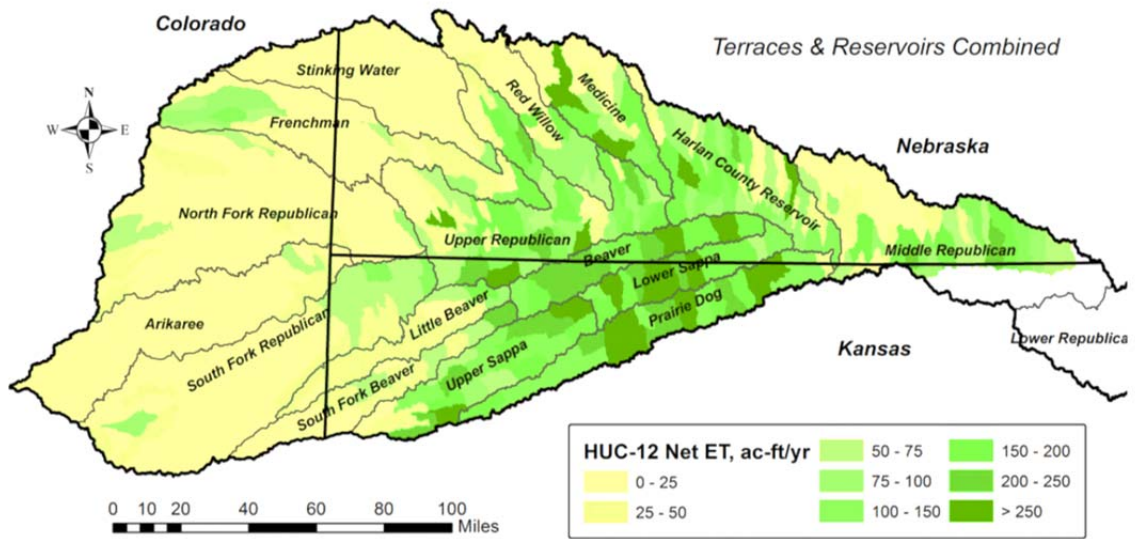 Colorado
Terraces & Reservoirs Combined
Stinking Water
Medicine
Red Willow
N
W E
S
Frenchman
Harlan County Reservoir
Nebraska
North Fork Republican
Upper Republican
Beaver
Middle Republican
Lower Sappa
Little Beaver
Prairie Dog
Arikaree
South Fork Republican
Lower Republica
Kansas
Upper Sappa
South Fork Beaver
HUC-12 Net ET, ac-ft/yr
0 - 25
25 - 50
50 - 75
75 - 100
100 - 150
150 - 200
200 - 250
> 250
0 10 20 40 60 80 100
Miles